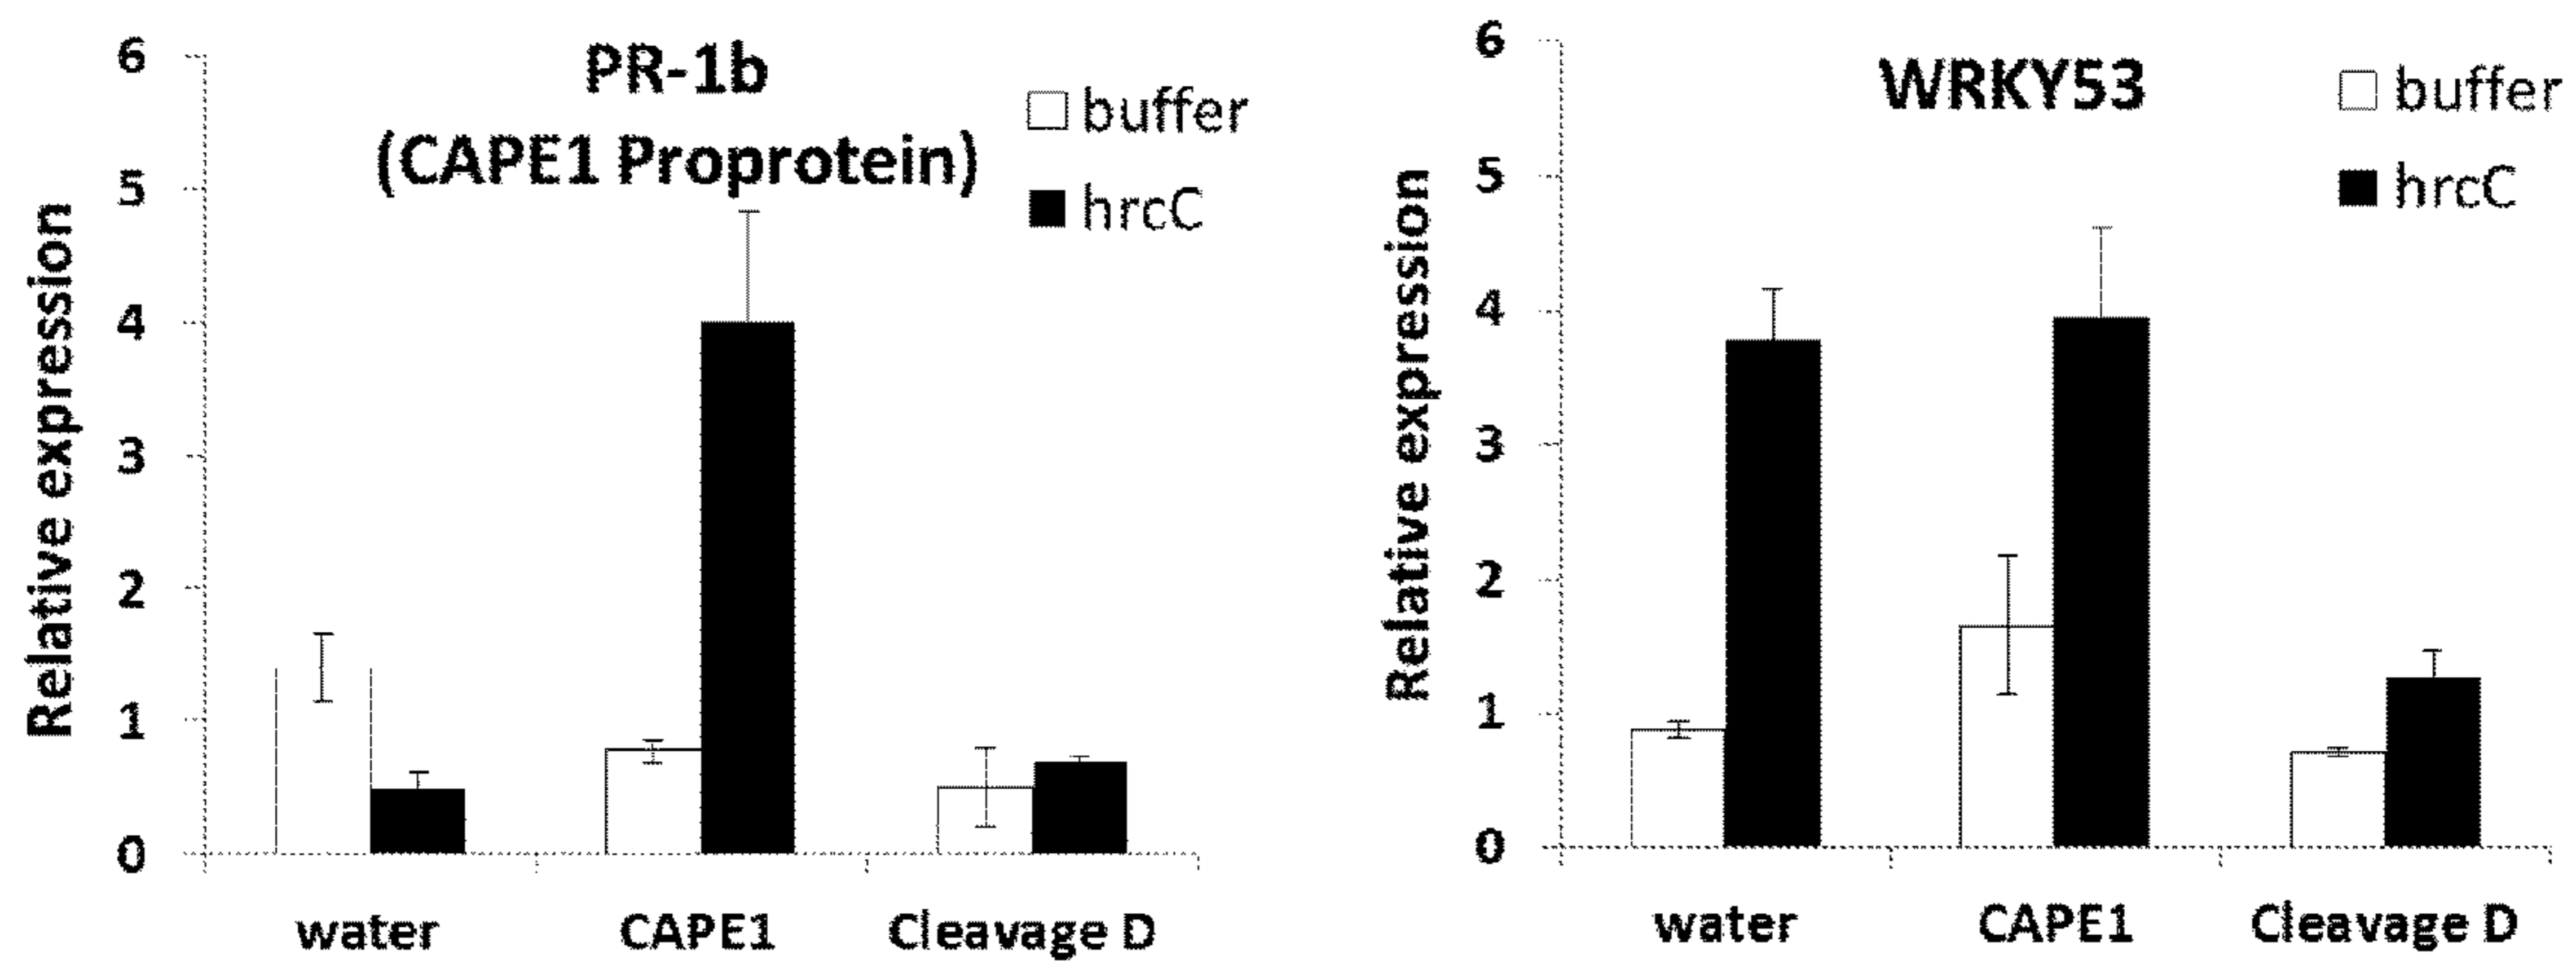 PR-1b
(CAPE1 Proprotein)
buffer
hrcC
Relative expression
6
5
4
3
2
1
0
water CAPE1 Cleavage D
WRKY53
buffer
hrcC
Relative expression
6
5
4
3
2
1
0
water CAPE1 Cleavage D